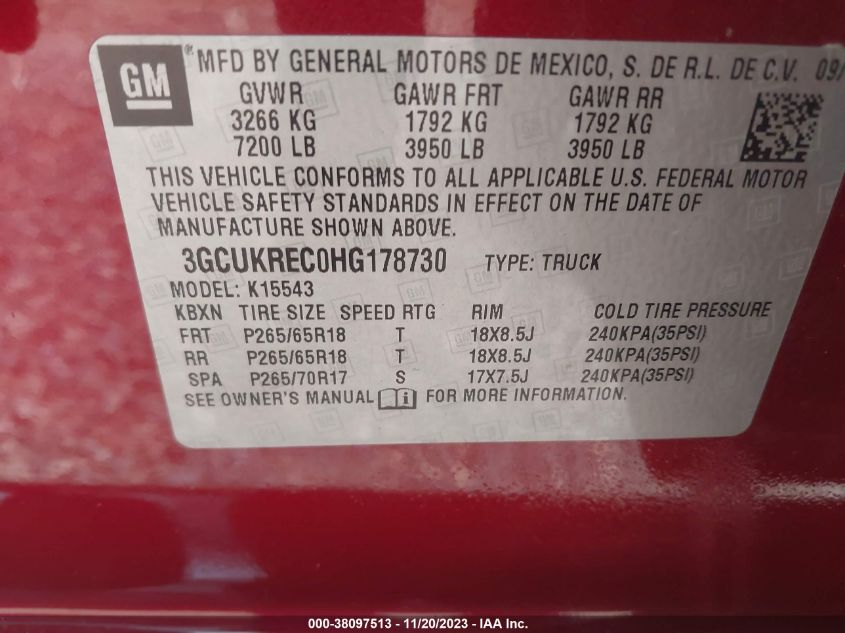 GM
® MFD BY GENERAL MOTORS DE MEXICO, S. DE R.L. DE C.V. 09/
GVWR GAWR FRT GAWR RR
3266 KG 1792 KG 1792 KG
7200 LB 3950 LB 3950 LB
THIS VEHICLE CONFORMS TO ALL APPLICABLE U.S. FEDERAL MOTOR
VEHICLE SAFETY STANDARDS IN EFFECT ON THE DATE OF
MANUFACTURE SHOWN ABOVE.
3GCUKREC0HG178730 TYPE: TRUCK
MODEL: K15543
KBXN TIRE SIZE SPEED RTG RIM COLD TIRE PRESSURE
FRT P265/65R18 T 18X8.5J 240KPA(35PSI)
RR P265/65R18 T 18X8.5J 240KPA(35PSI)
SPA P265/70R17 S 17X7.5J 240KPA(35PSI)
SEE OWNER'S MANUAL i FOR MORE INFORMATION.
000-38097513 - 11/20/2023 - IAA Inc.